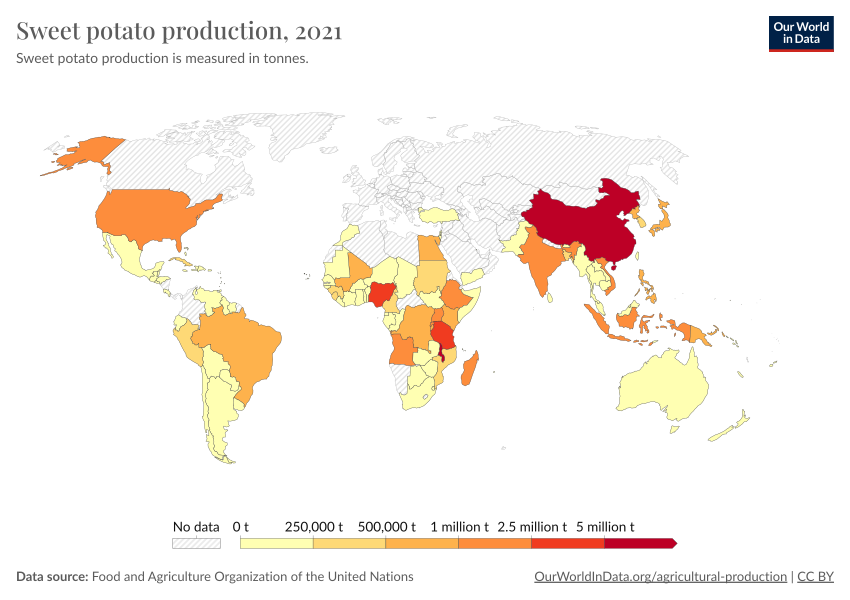 Sweet potato production, 2021
Sweet potato production is measured in tonnes.
Our World
in Data
No data
0 t
250,000 t
500,000 t
1 million t
2.5 million t
5 million t
Data source: Food and Agriculture Organization of the United Nations
OurWorldInData.org/agricultural-production | CC BY